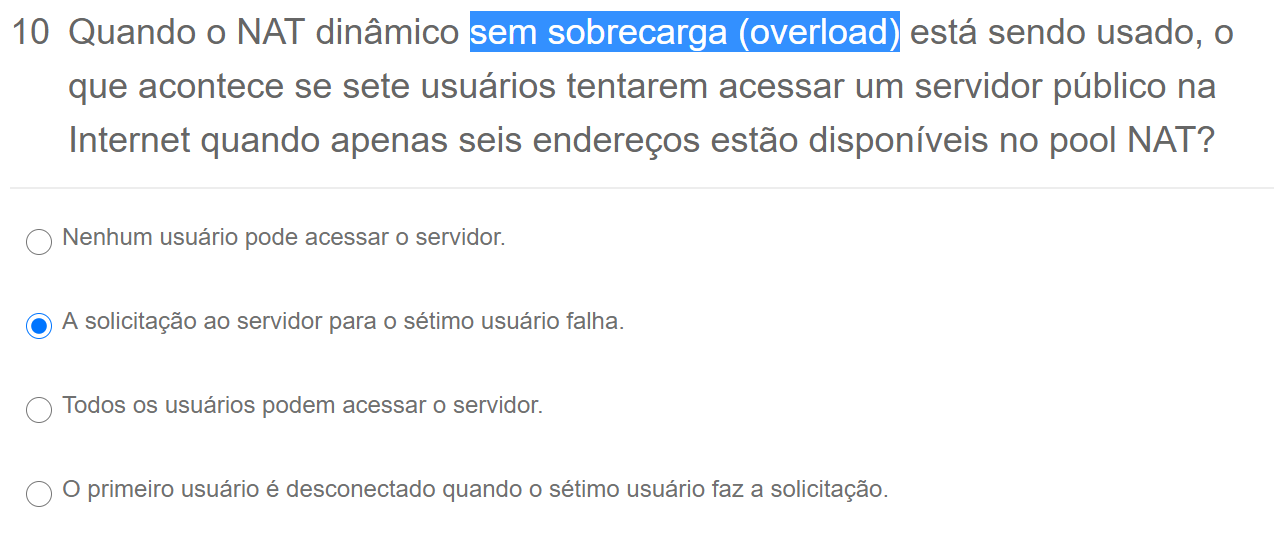 10 Quando o NAT dinâmico sem sobrecarga (overload) está sendo usado, o
que acontece se sete usuários tentarem acessar um servidor público na
Internet quando apenas seis endereços estão disponíveis no pool NAT?
Nenhum usuário pode acessar o servidor.
A solicitação ao servidor para o sétimo usuário falha.
Todos os usuários podem acessar o servidor.
O primeiro usuário é desconectado quando o sétimo usuário faz a solicitação.